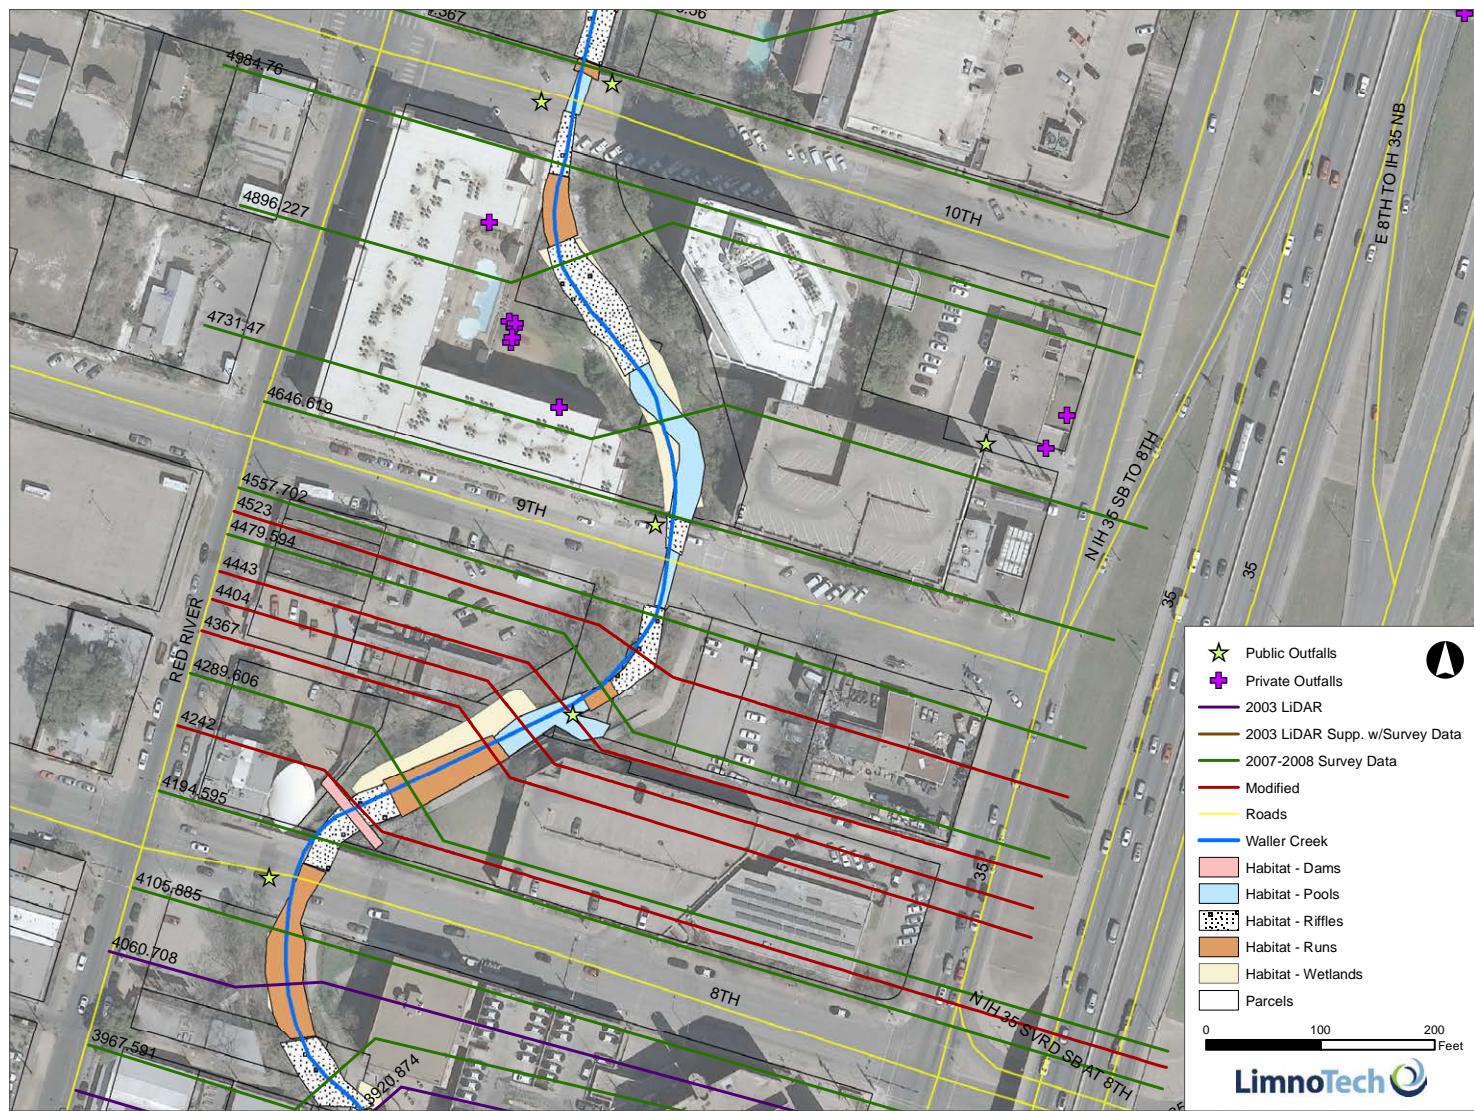 4984.76
4896.227
10TH
E 8TH TO IH 35 NB
4731.47
4646.619
4557.702
9TH
4523
4479.594
N IH 35 SB TO 8TH
4443
35
35
4404
4367
RED RIVER
4289.606
4242
4194.595
35
4105.885
4060.708
8TH
N IH 35 SVRD SB AT 8TH
3967.591
3920.874
Public Outfalls
Private Outfalls
2003 LiDAR
2003 LiDAR Supp. w/Survey Data
2007-2008 Survey Data
Modified
Roads
Waller Creek
Habitat - Dams
Habitat - Pools
Habitat - Riffles
Habitat - Runs
Habitat - Wetlands
Parcels
0 100 200
Feet
LimnoTech